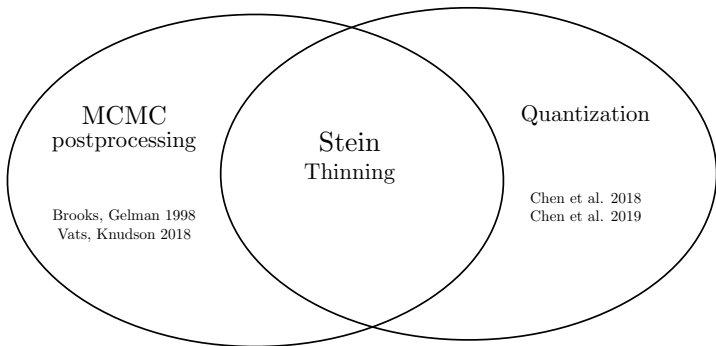 MCMC
postprocessing
Brooks, Gelman 1998
Vats, Knudson 2018
Stein
Thinning
Quantization
Chen et al. 2018
Chen et al. 2019